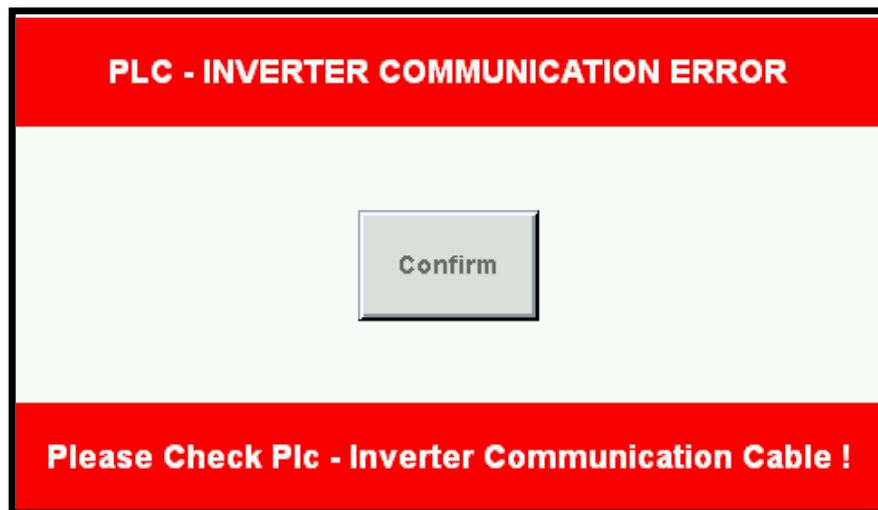 PLC - INVERTER COMMUNICATION ERROR
Confirm
Please Check Plc - Inverter Communication Cable !